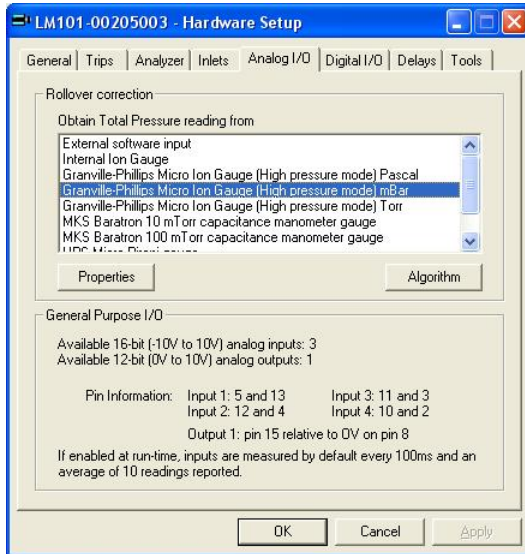 LM101-00205003 - Hardware Setup
General Trips Analyzer Inlets Analog I/O Digital I/O Delays Tools
Rollover correction
Obtain Total Pressure reading from
External software input
Internal Ion Gauge
Granville-Phillips Micro Ion Gauge (High pressure mode) Pascal
Granville-Phillips Micro Ion Gauge (High pressure mode) mBar
Granville-Phillips Micro Ion Gauge (High pressure mode) Torr
MKS Baratron 10 mTorr capacitance manometer gauge
MKS Baratron 100 mTorr capacitance manometer gauge
Properties Algorithm
General Purpose I/O
Available 16-bit (-10V to 10V) analog inputs: 3
Available 12-bit (0V to 10V) analog outputs: 1
Pin Information: Input 1: 5 and 13 Input 3: 11 and 3
Input 2: 12 and 4 Input 4: 10 and 2
Output 1: pin 15 relative to 0V on pin 8
If enabled at run-time, inputs are measured by default every 100ms and an
average of 10 readings reported.
OK Cancel Apply